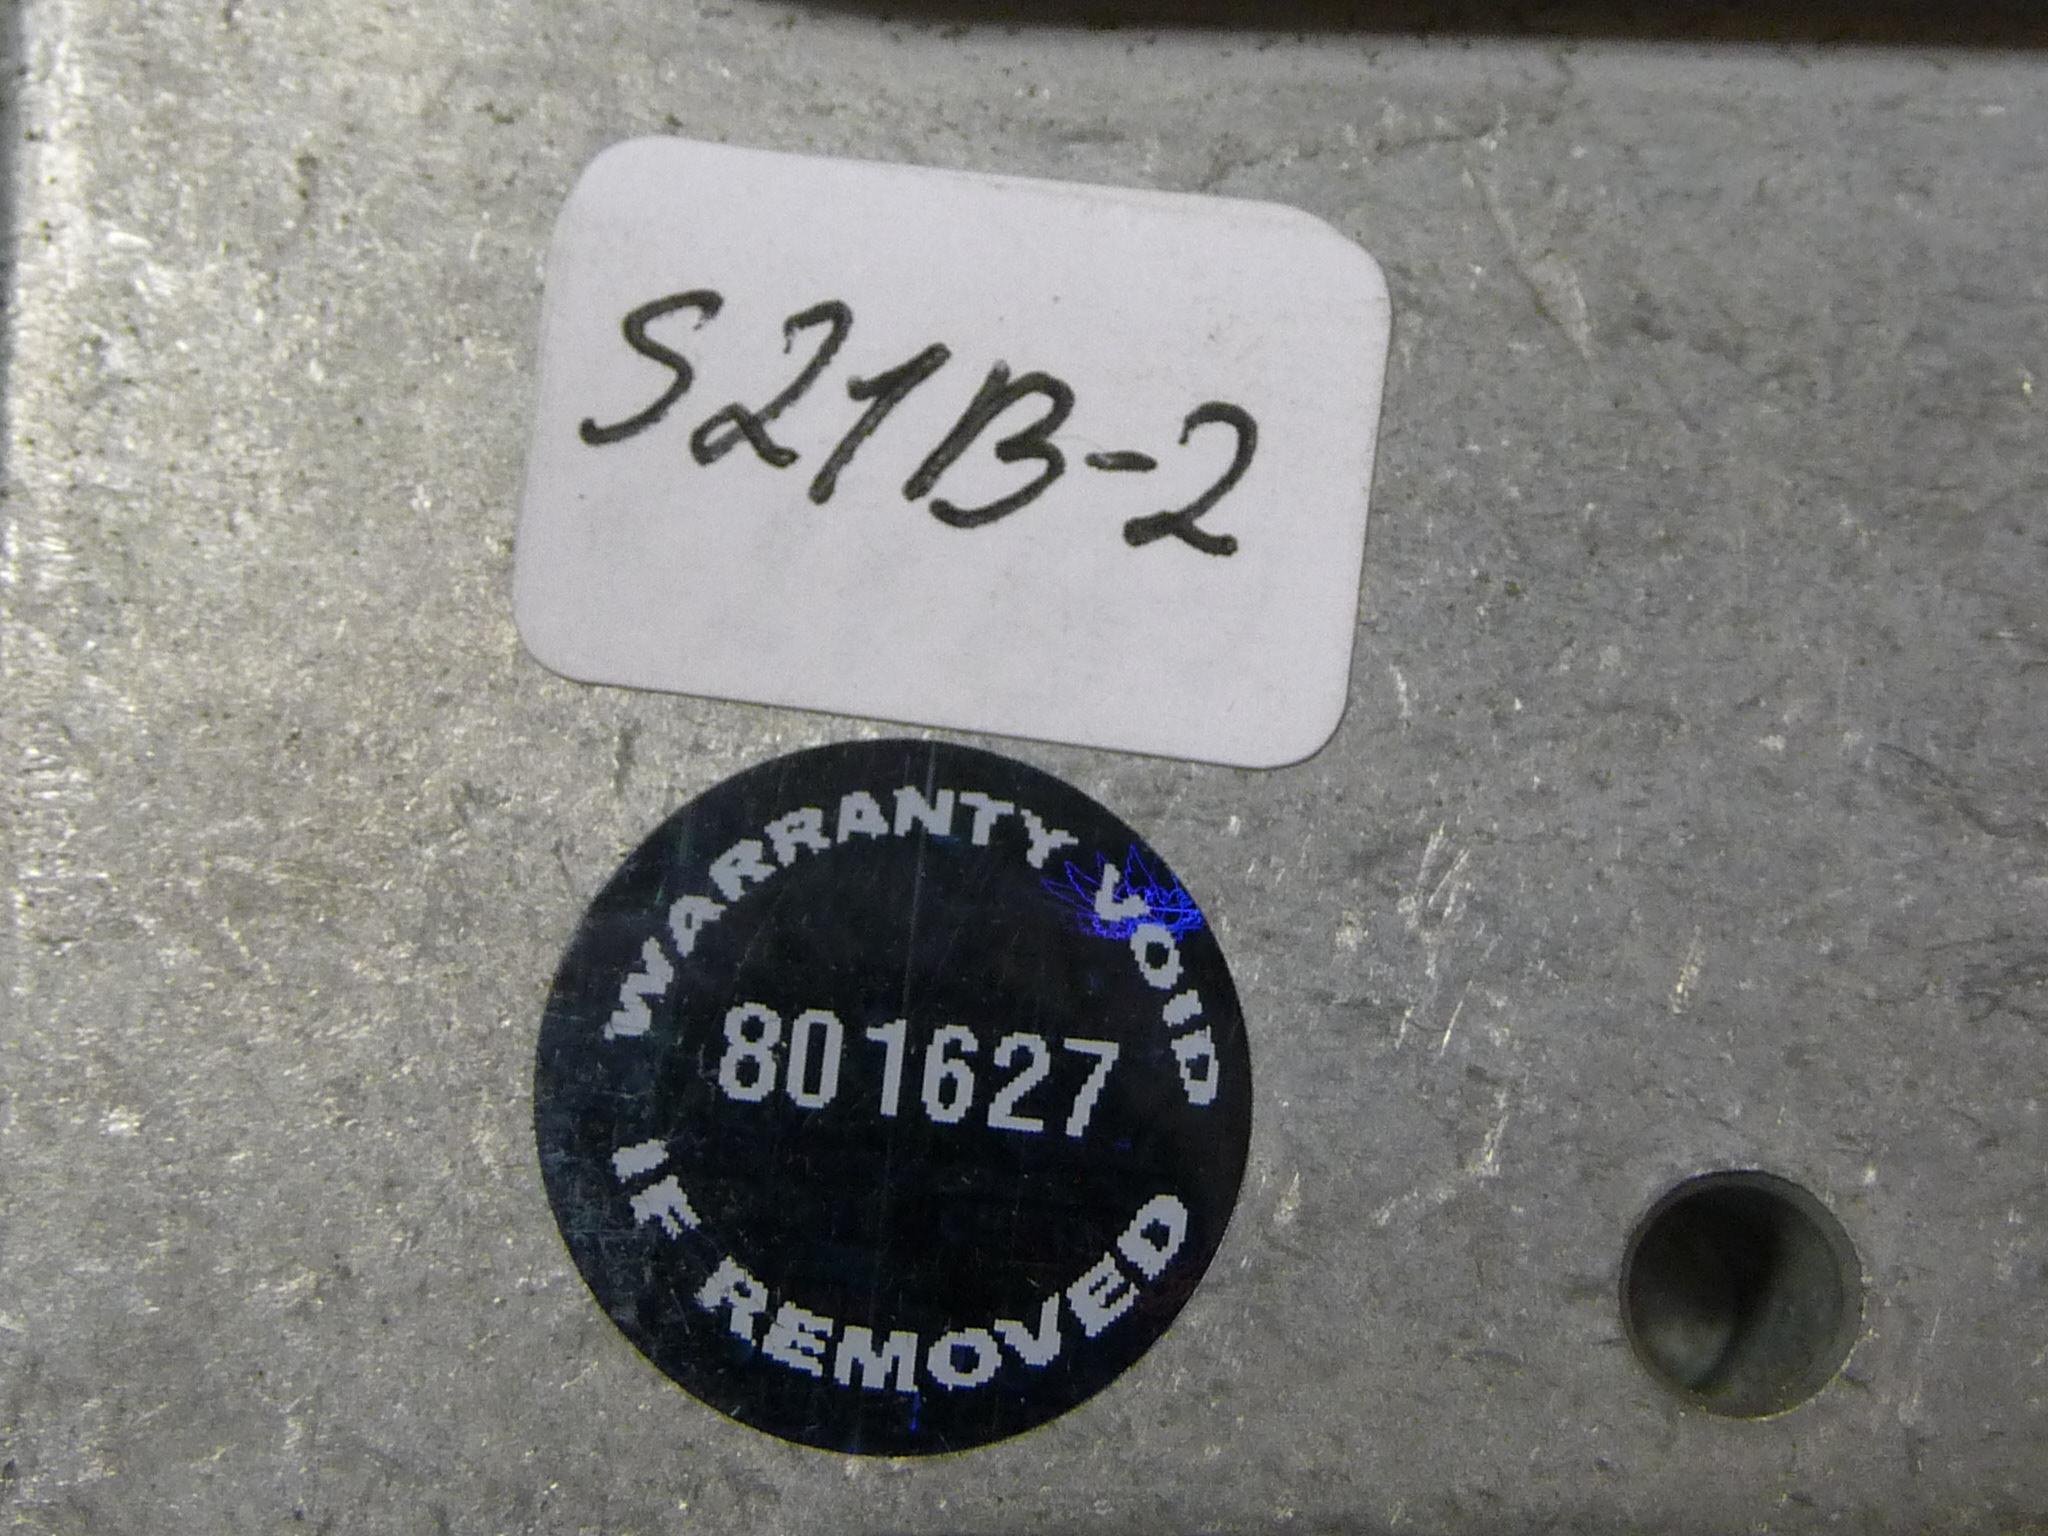 S21B-2
WARRANTY VOID
801627
IF REMOVED